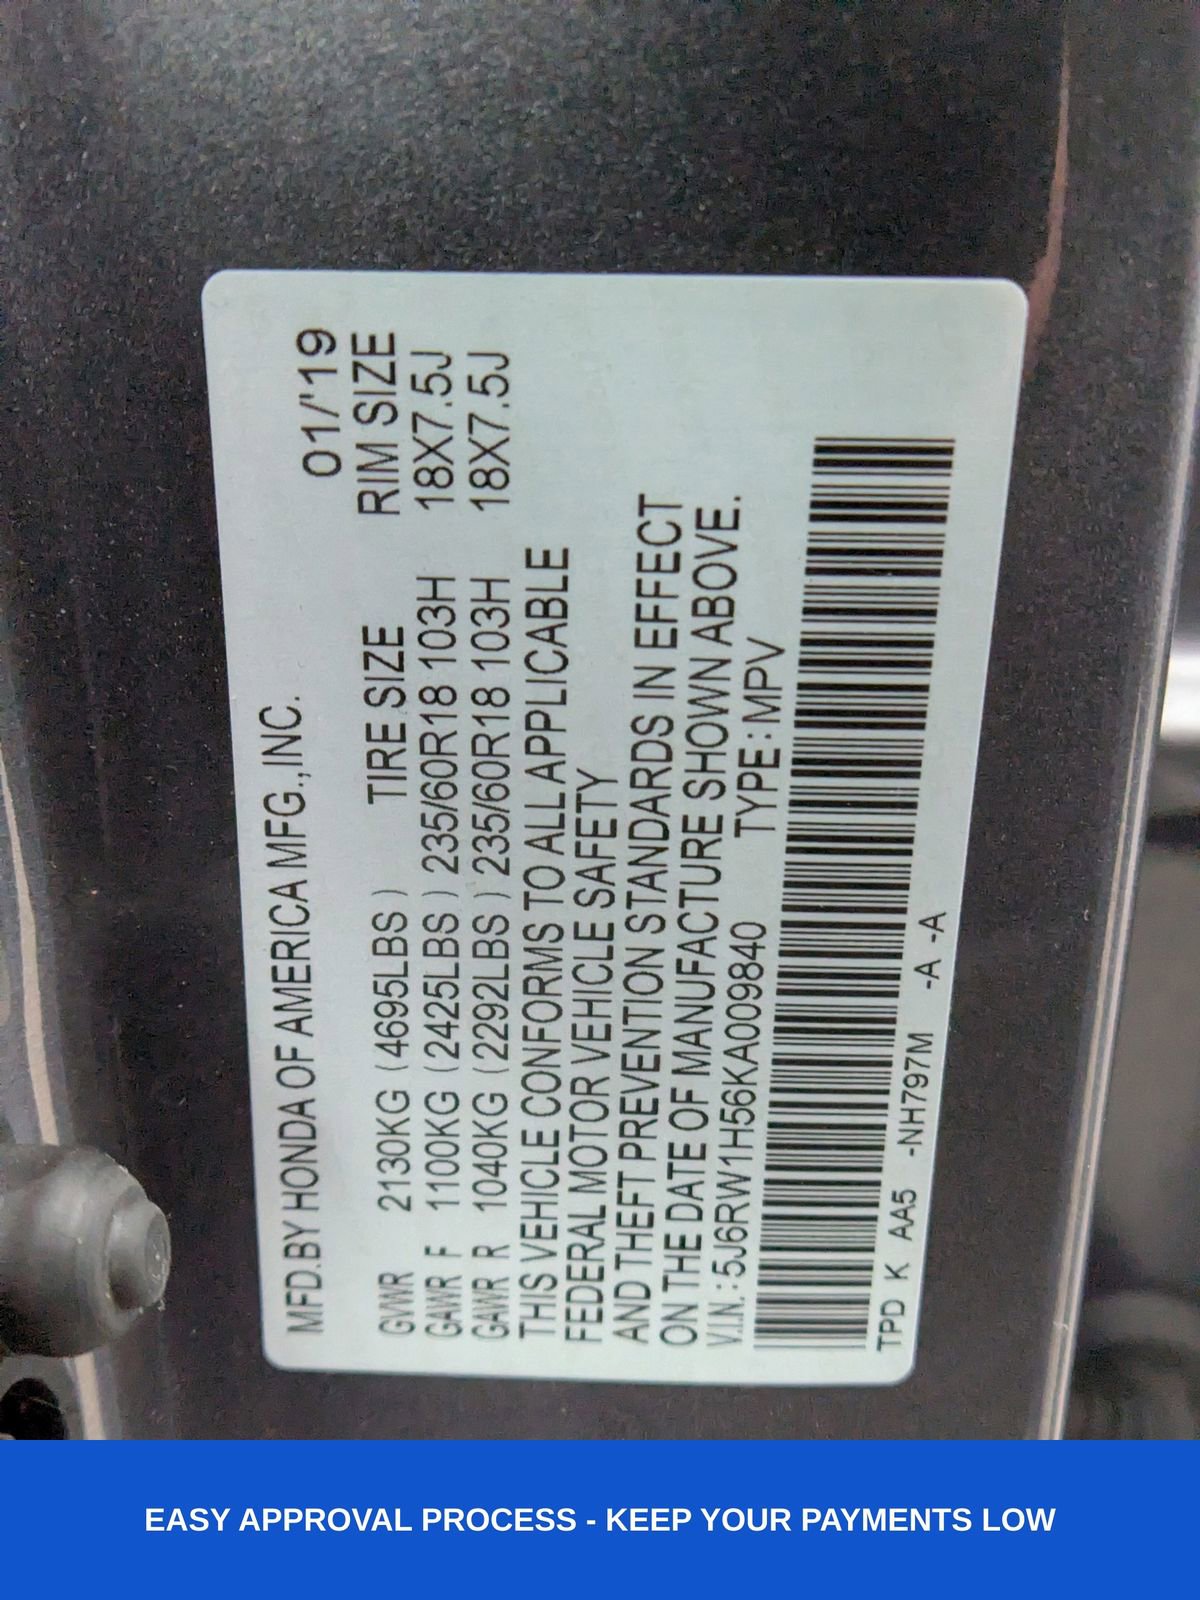 MFD.BY HONDA OF AMERICA MFG.,INC.
01/'19
TIRE SIZE RIM SIZE
GVWR 2130KG (4695LBS)
GAWR F 1100KG (2425LBS) 235/60R18 103H 18X7.5J
GAWR R 1040KG (2292LBS) 235/60R18 103H 18X7.5J
THIS VEHICLE CONFORMS TO ALL APPLICABLE
FEDERAL MOTOR VEHICLE SAFETY
AND THEFT PREVENTION STANDARDS IN EFFECT
ON THE DATE OF MANUFACTURE SHOWN ABOVE.
V.I.N.: 5J6RW1H56KA009840 TYPE: MPV
TPD K AA5 -NH797M -A -A
EASY APPROVAL PROCESS - KEEP YOUR PAYMENTS LOW